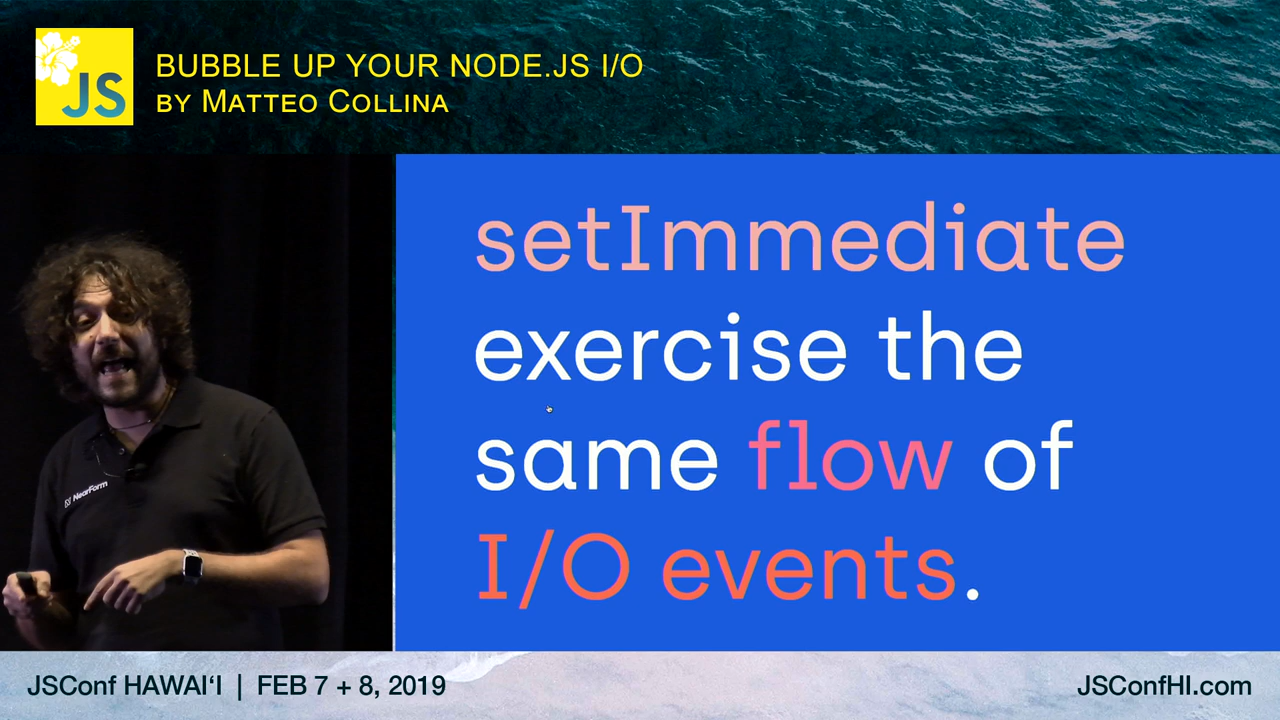 JS
BUBBLE UP YOUR NODE.JS I/O
BY MATTEO COLLINA
setImmediate
exercise the
same flow of
I/O events.
NearForm
JSConf HAWAI‘I | FEB 7 + 8, 2019
JSConfHI.com